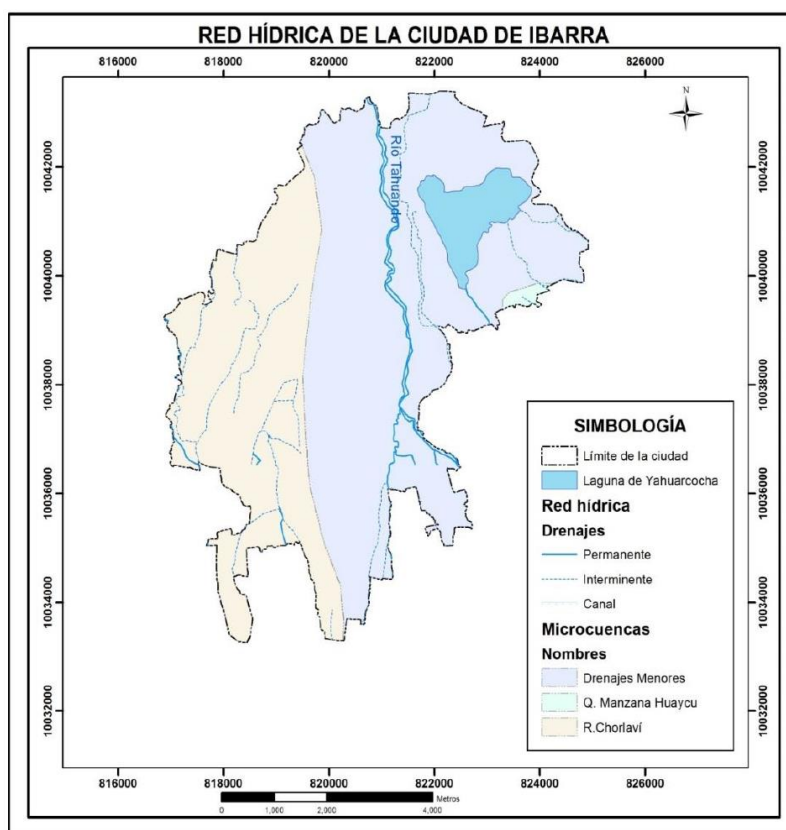 RED HÍDRICA DE LA CIUDAD DE IBARRA
816000 818000 820000 822000 824000 826000
N
10042000 10042000
Río Tahuando
10040000 10040000
10038000 10038000
SIMBOLOGÍA
Límite de la ciudad
Laguna de Yahuarcocha
10036000 10036000
Red hídrica
Drenajes
Permanente
Interminente
Canal
10034000 10034000
Microcuencas
Nombres
Drenajes Menores
Q. Manzana Huaycu
R.Chorlaví
10032000 10032000
816000 818000 820000 822000 824000 826000
Metros
0 1,000 2,000 4,000